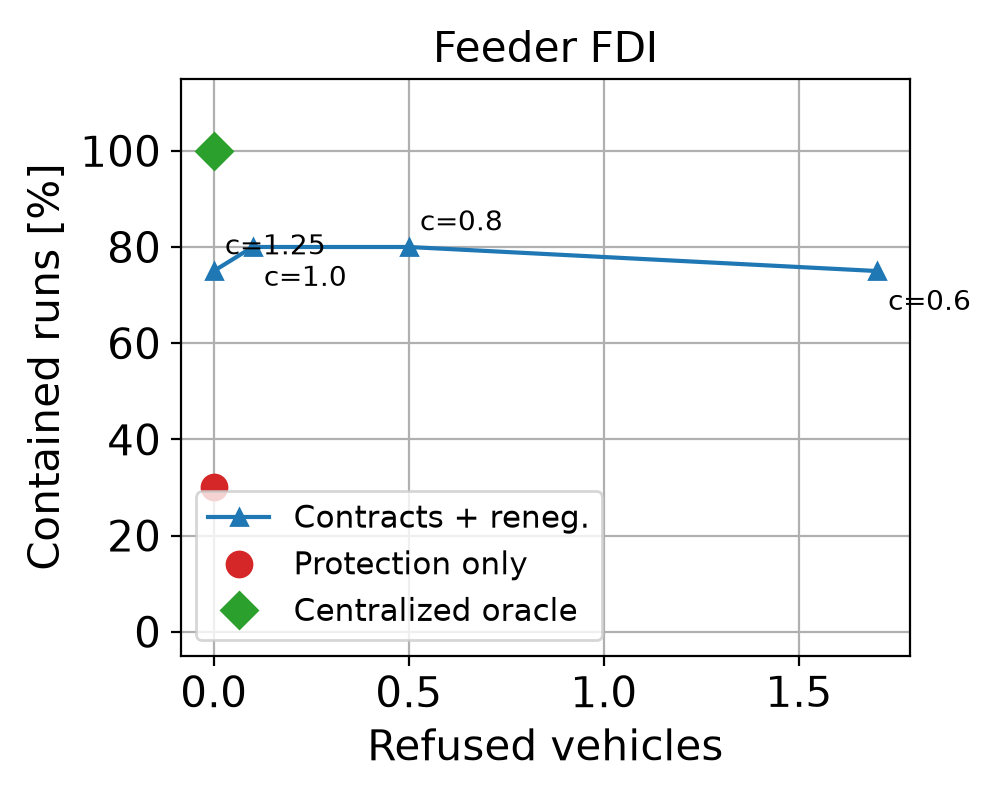 Feeder FDI
Contained runs [%]
100
80
60
40
20
0
c=1.25
c=1.0
c=0.8
c=0.6
Contracts + reneg.
Protection only
Centralized oracle
0.0
0.5
1.0
1.5
Refused vehicles